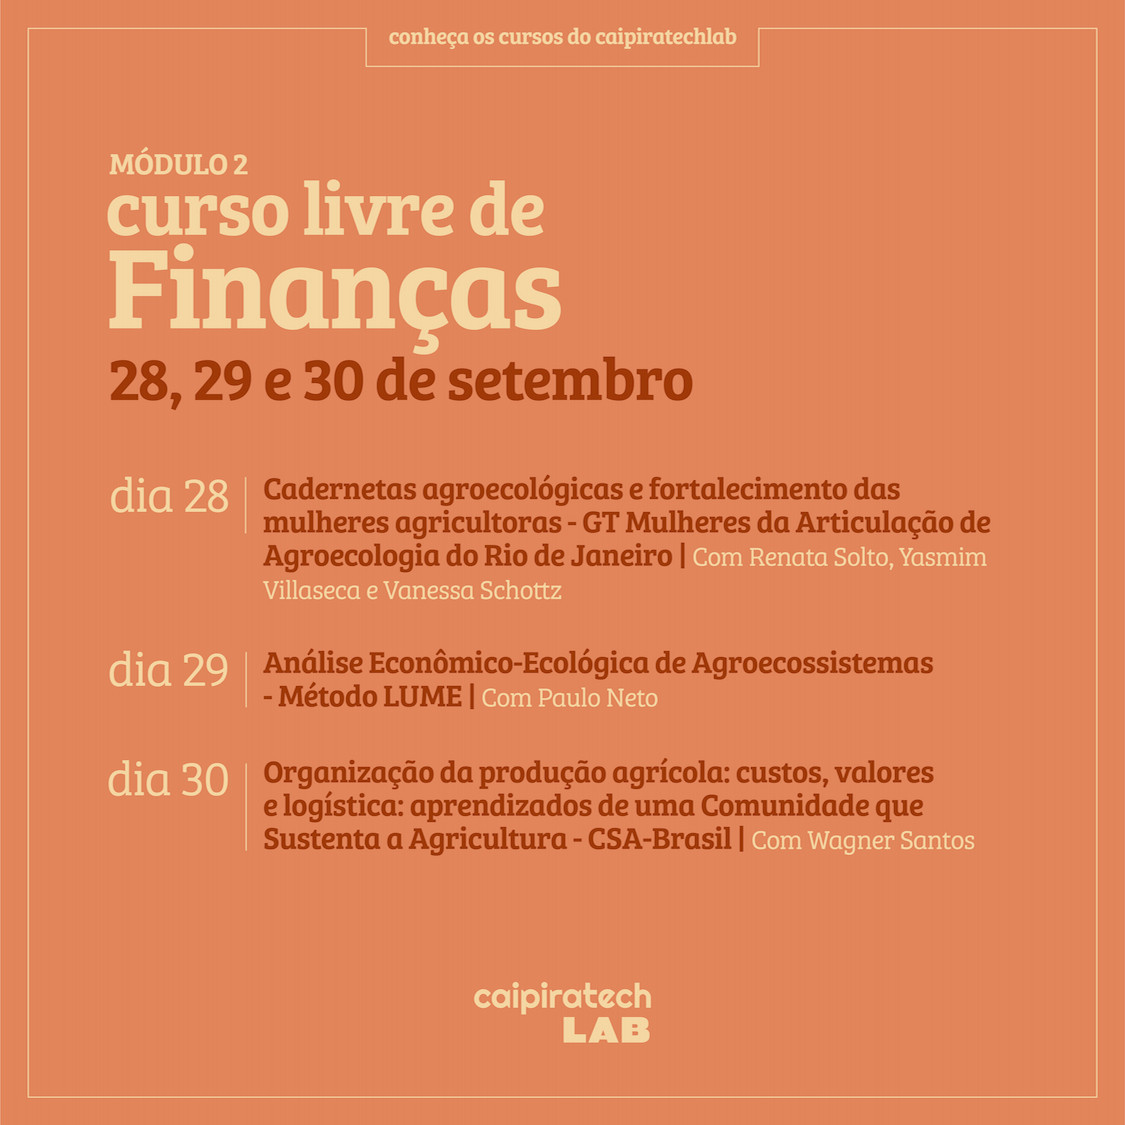 conheça os cursos do caipiratechlab
MÓDULO 2
curso livre de
Finanças
28, 29 e 30 de setembro
dia 28
Cadernetas agroecológicas e fortalecimento das
mulheres agricultoras - GT Mulheres da Articulação de
Agroecologia do Rio de Janeiro | Com Renata Solto, Yasmim
Villaseca e Vanessa Schottz
dia 29
Análise Econômico-Ecológica de Agroecossistemas
- Método LUME | Com Paulo Neto
dia 30
Organização da produção agrícola: custos, valores
e logística: aprendizados de uma Comunidade que
Sustenta a Agricultura - CSA-Brasil | Com Wagner Santos
caipiratech
LAB